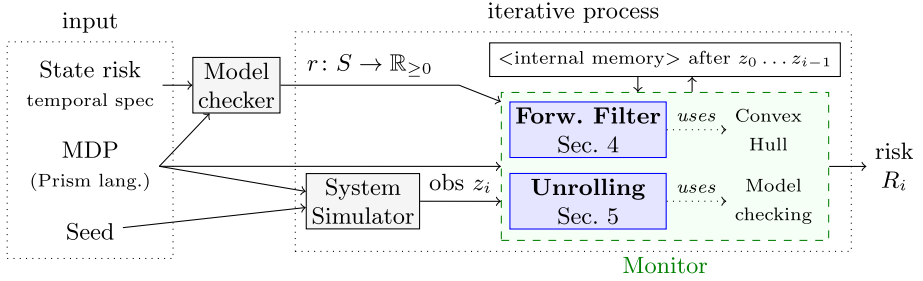 input
iterative process
State risk
temporal spec
Model
checker
r: S → ℝ≥0
<internal memory> after z0 … zi−1
MDP
(Prism lang.)
Seed
System
Simulator
obs zi
Forw. Filter
Sec. 4
uses
Convex
Hull
Unrolling
Sec. 5
uses
Model
checking
risk
Ri
Monitor